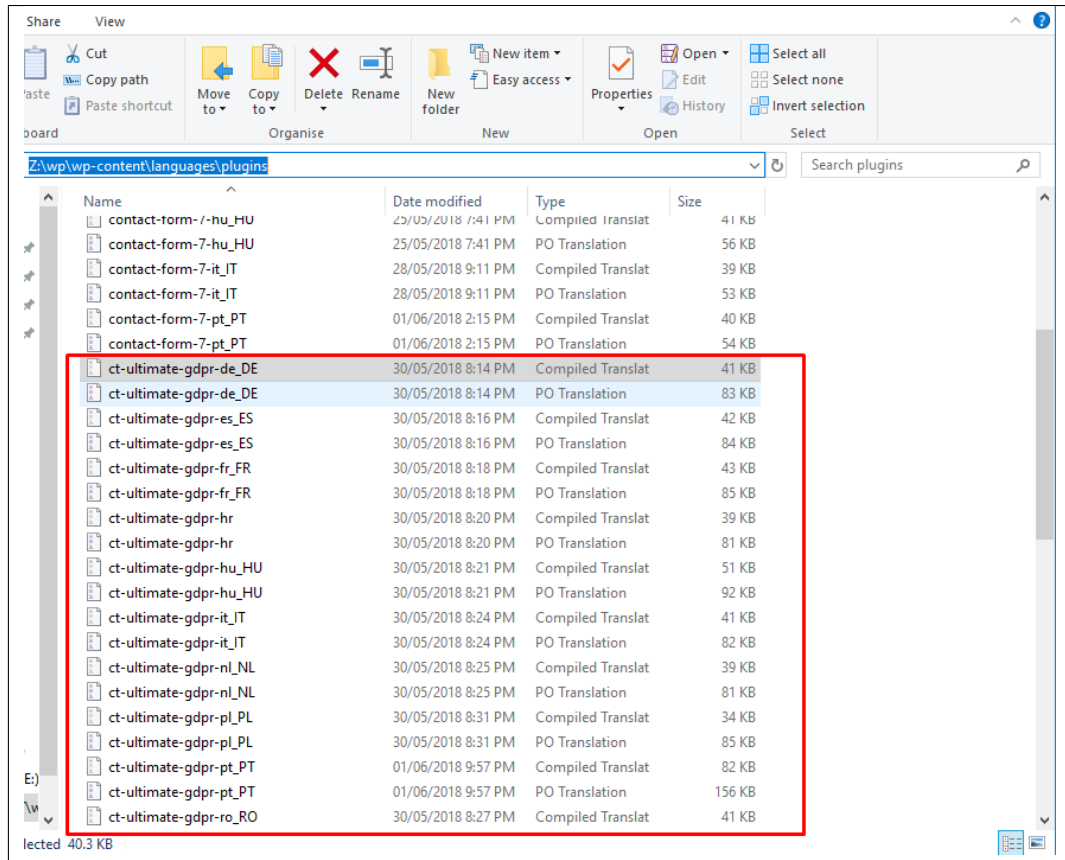 Share View
Cut
Copy path
Paste shortcut
Move to
Copy to
Delete
Rename
New folder
New item
Easy access
Properties
Open
Edit
History
Select all
Select none
Invert selection
Organise New Open Select
Z:\wp\wp-content\languages\plugins Search plugins
Name Date modified Type Size
contact-form-7-hu_HU 25/05/2018 7:41 PM Compiled Translat 41 KB
contact-form-7-hu_HU 25/05/2018 7:41 PM PO Translation 56 KB
contact-form-7-it_IT 28/05/2018 9:11 PM Compiled Translat 39 KB
contact-form-7-it_IT 28/05/2018 9:11 PM PO Translation 53 KB
contact-form-7-pt_PT 01/06/2018 2:15 PM Compiled Translat 40 KB
contact-form-7-pt_PT 01/06/2018 2:15 PM PO Translation 54 KB
ct-ultimate-gdpr-de_DE 30/05/2018 8:14 PM Compiled Translat 41 KB
ct-ultimate-gdpr-de_DE 30/05/2018 8:14 PM PO Translation 83 KB
ct-ultimate-gdpr-es_ES 30/05/2018 8:16 PM Compiled Translat 42 KB
ct-ultimate-gdpr-es_ES 30/05/2018 8:16 PM PO Translation 84 KB
ct-ultimate-gdpr-fr_FR 30/05/2018 8:18 PM Compiled Translat 43 KB
ct-ultimate-gdpr-fr_FR 30/05/2018 8:18 PM PO Translation 85 KB
ct-ultimate-gdpr-hr 30/05/2018 8:20 PM Compiled Translat 39 KB
ct-ultimate-gdpr-hr 30/05/2018 8:20 PM PO Translation 81 KB
ct-ultimate-gdpr-hu_HU 30/05/2018 8:21 PM Compiled Translat 51 KB
ct-ultimate-gdpr-hu_HU 30/05/2018 8:21 PM PO Translation 92 KB
ct-ultimate-gdpr-it_IT 30/05/2018 8:24 PM Compiled Translat 41 KB
ct-ultimate-gdpr-it_IT 30/05/2018 8:24 PM PO Translation 82 KB
ct-ultimate-gdpr-nl_NL 30/05/2018 8:25 PM Compiled Translat 39 KB
ct-ultimate-gdpr-nl_NL 30/05/2018 8:25 PM PO Translation 81 KB
ct-ultimate-gdpr-pl_PL 30/05/2018 8:31 PM Compiled Translat 34 KB
ct-ultimate-gdpr-pl_PL 30/05/2018 8:31 PM PO Translation 85 KB
ct-ultimate-gdpr-pt_PT 01/06/2018 9:57 PM Compiled Translat 82 KB
E:)
ct-ultimate-gdpr-pt_PT 01/06/2018 9:57 PM PO Translation 156 KB
ct-ultimate-gdpr-ro_RO 30/05/2018 8:27 PM Compiled Translat 41 KB
lected 40.3 KB